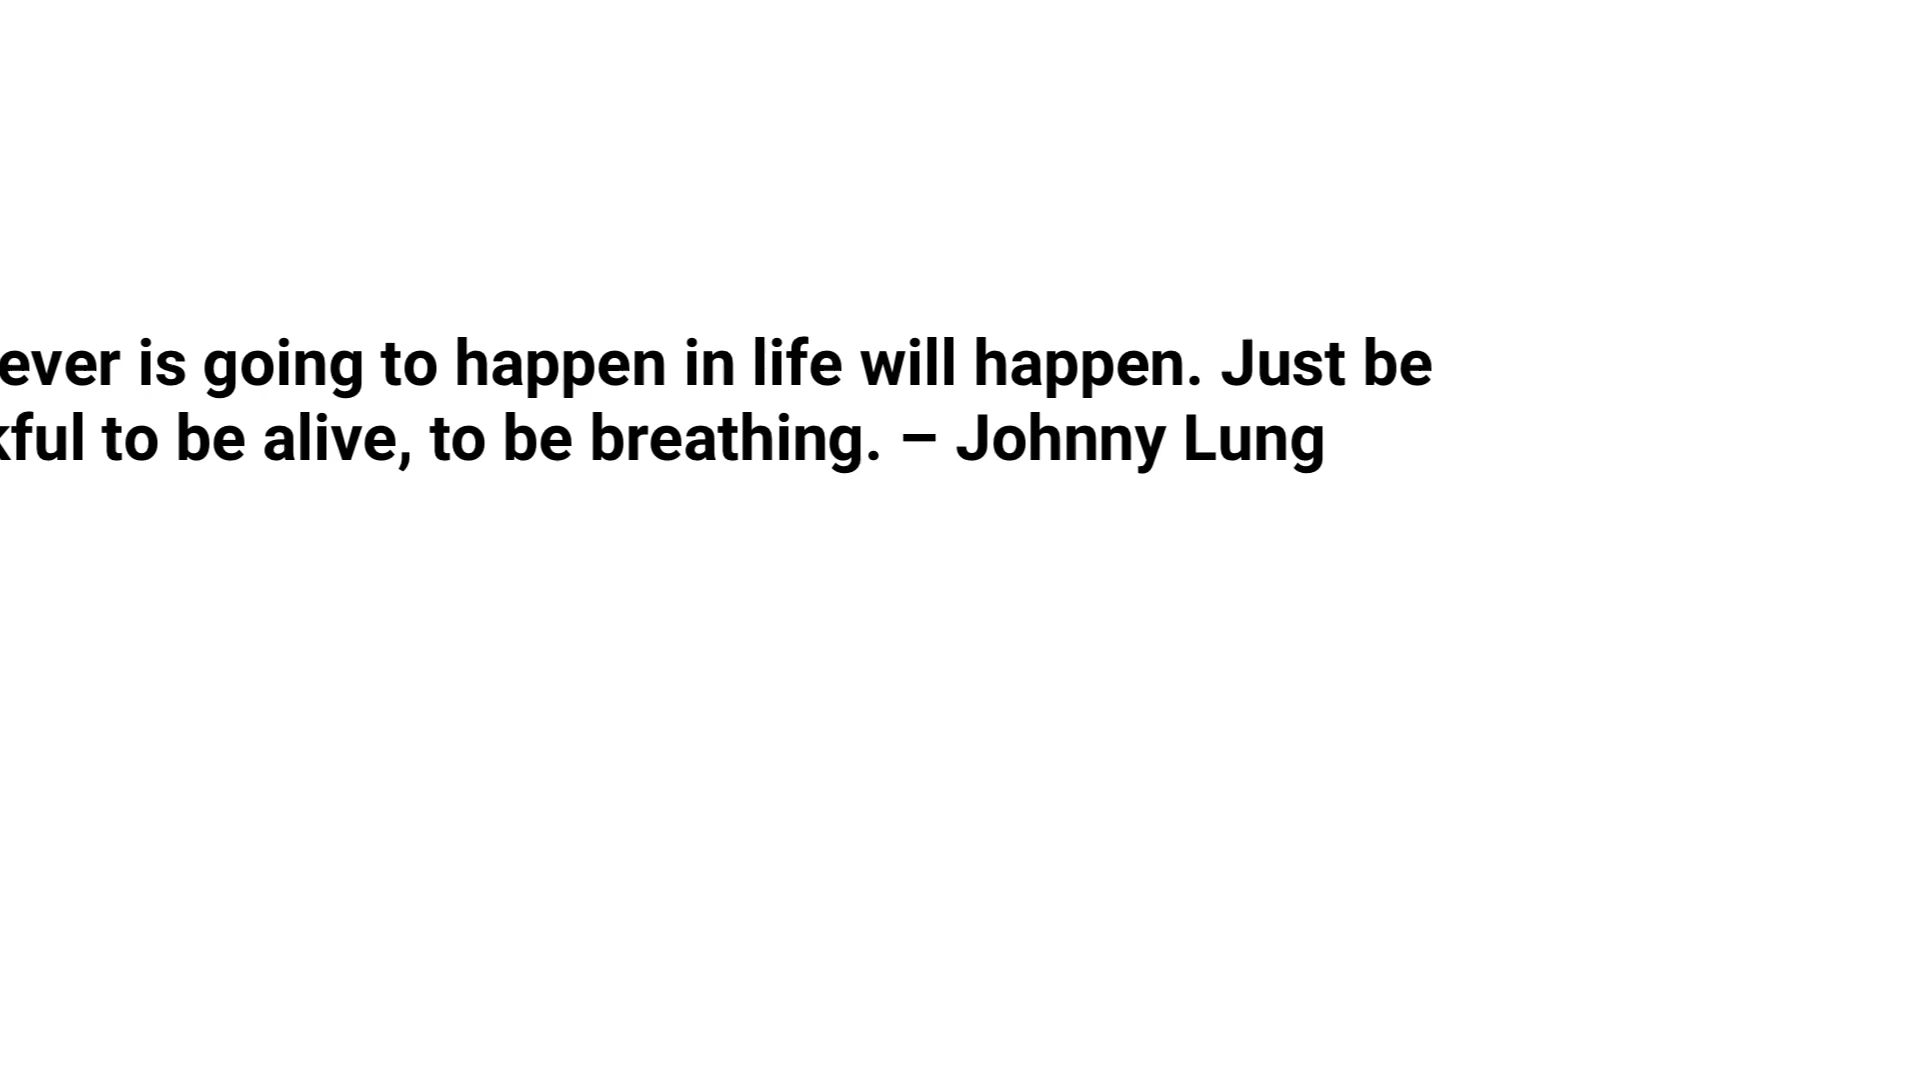 ever is going to happen in life will happen. Just be
kful to be alive, to be breathing. – Johnny Lung